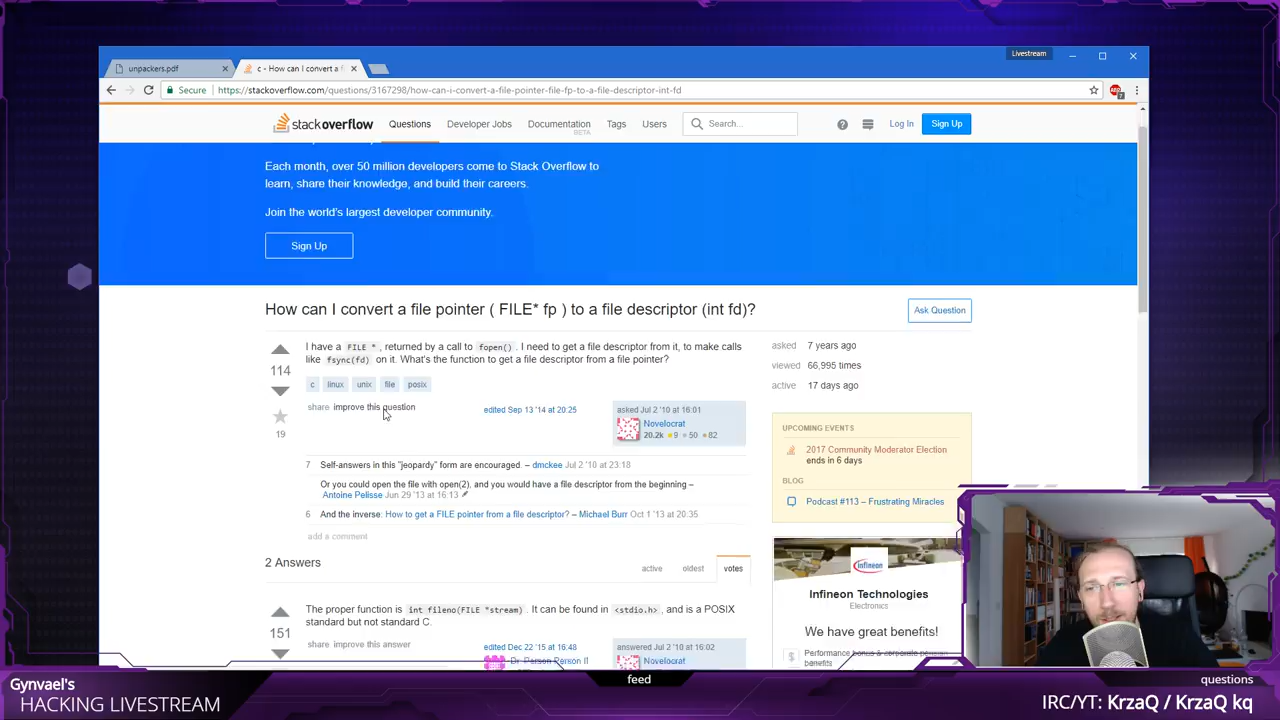 Livestream
unpackers.pdf
c - How can I convert a f
Secure
https://stackoverflow.com/questions/3167298/how-can-i-convert-a-file-pointer-file-fp-to-a-file-descriptor-int-fd
ABP
7
stackoverflow
Questions
Developer Jobs
Documentation
BETA
Tags
Users
Search...
Log In
Sign Up
Each month, over 50 million developers come to Stack Overflow to
learn, share their knowledge, and build their careers.
Join the world's largest developer community.
Sign Up
How can I convert a file pointer ( FILE* fp ) to a file descriptor (int fd)?
Ask Question
114
I have a FILE *, returned by a call to fopen(). I need to get a file descriptor from it, to make calls
like fsync(fd) on it. What's the function to get a file descriptor from a file pointer?
c linux unix file posix
share improve this question
edited Sep 13 '14 at 20:25
asked Jul 2 '10 at 16:01
Novelocrat
20.2k 9 50 82
19
asked 7 years ago
viewed 66,995 times
active 17 days ago
7 Self-answers in this "jeopardy" form are encouraged. – dmckee Jul 2 '10 at 23:18
Or you could open the file with open(2), and you would have a file descriptor from the beginning –
Antoine Pelisse Jun 29 '13 at 16:13
6 And the inverse: How to get a FILE pointer from a file descriptor? – Michael Burr Oct 1 '13 at 20:35
add a comment
UPCOMING EVENTS
2017 Community Moderator Election
ends in 6 days
BLOG
Podcast #113 – Frustrating Miracles
2 Answers
active
oldest
votes
151
The proper function is int fileno(FILE *stream). It can be found in <stdio.h>, and is a POSIX
standard but not standard C.
share improve this answer
edited Dec 22 '15 at 16:48
Dr. Person Person II
answered Jul 2 '10 at 16:02
Novelocrat
infineon
Infineon Technologies
Electronics
We have great benefits!
$
Performance bonus & corporate pension
benefits
Gynvael's
HACKING LIVESTREAM
feed
questions
IRC/YT: KrzaQ / KrzaQ kq